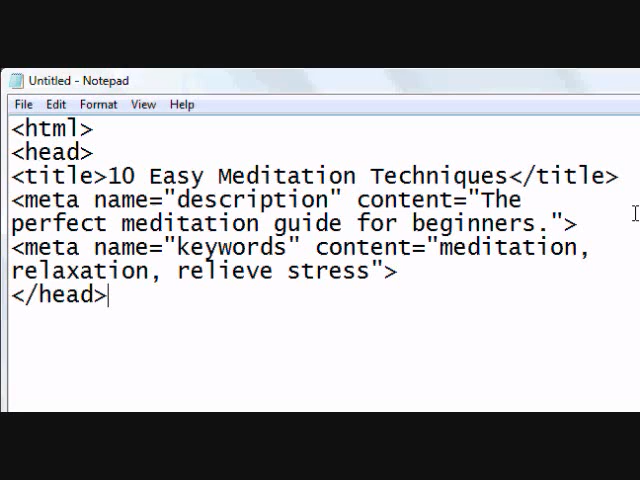 Untitled - Notepad
File Edit Format View Help
<html>
<head>
<title>10 Easy Meditation Techniques</title>
<meta name="description" content="The
perfect meditation guide for beginners.">
<meta name="keywords" content="meditation,
relaxation, relieve stress">
</head>